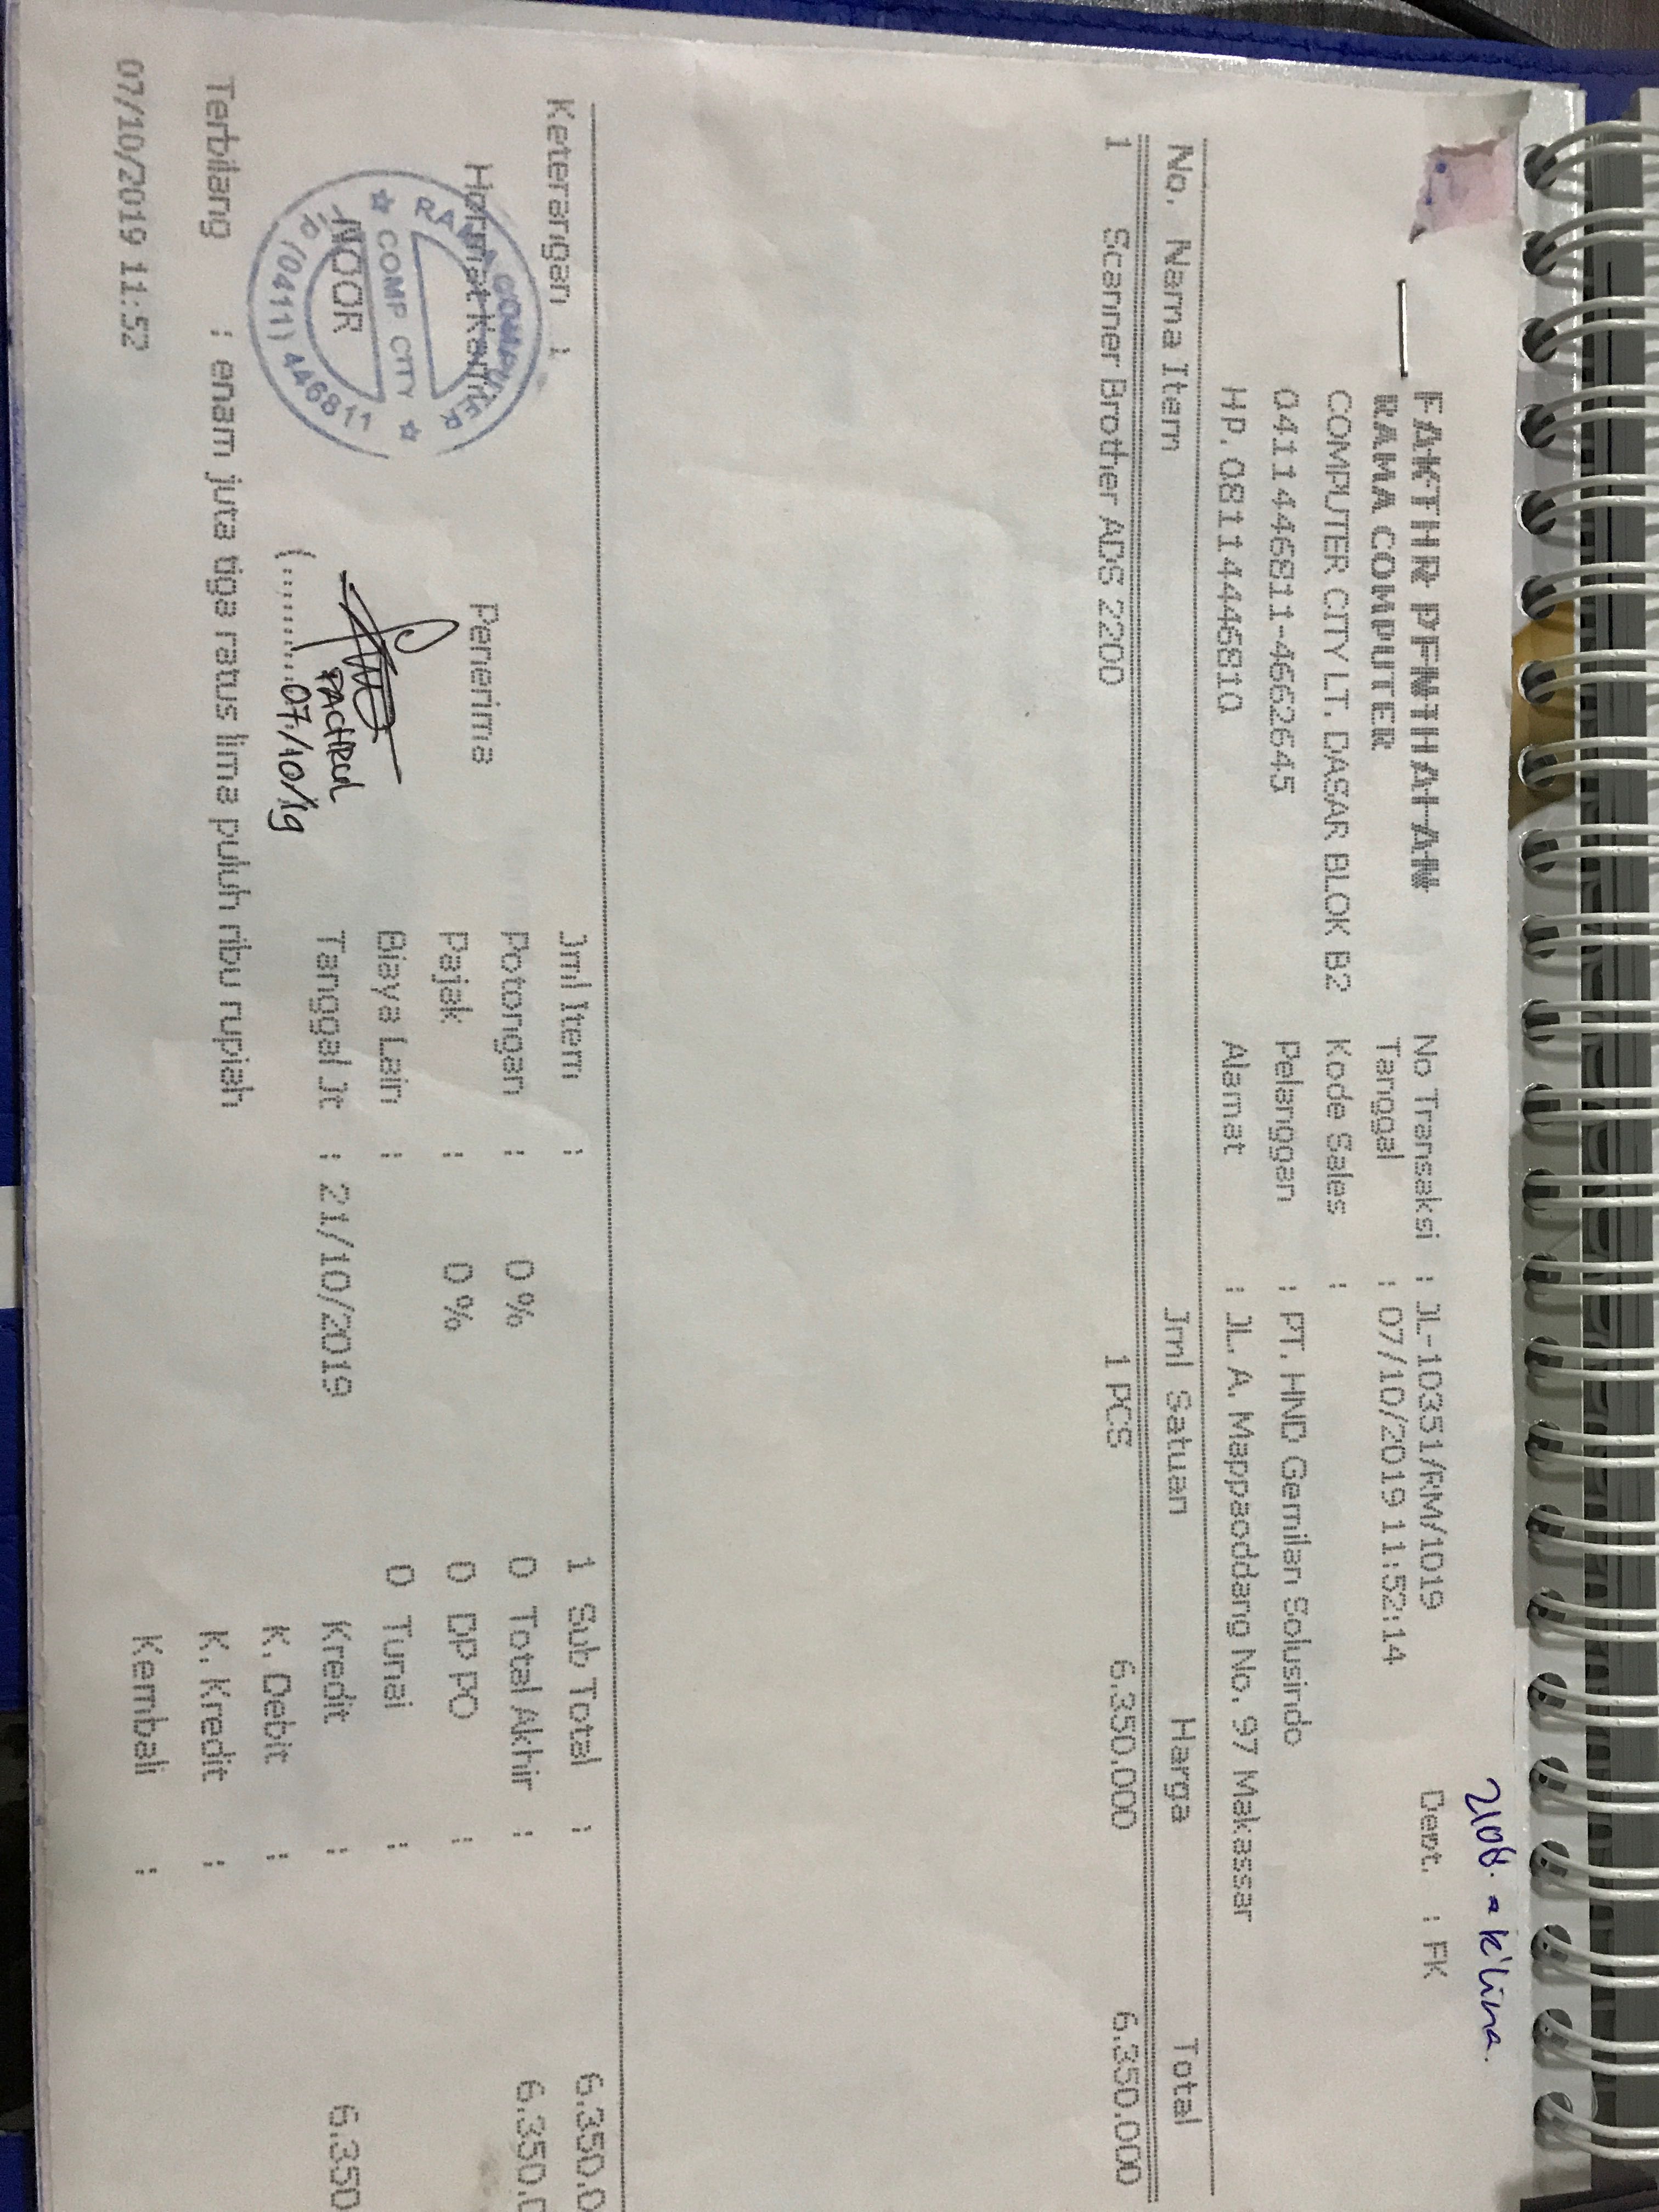 2108. = k'Lina.
FAKTUR PENJUALAN No Transaksi : JL-10351/RM/1019 Dept. : FK
RAMA COMPUTER Tanggal : 07/10/2019 11:52:14
COMPUTER CITY LT. DASAR BLOK B2 Kode Sales :
0411446811-4662645 Pelanggan : PT. HND Gemilan Solusindo
HP. 0811446810 Alamat : JL. A. Mappaoddang No. 97 Makassar
No. Nama Item Jml Satuan Harga Total
1 Scanner Brother ADS 2200 1 PCS 6.350.000 6.350.000
Keterangan : Jml Item : 1 Sub Total : 6.350.0
Hormat Kami Penerima Potongan : 0 % 0 Total Akhir : 6.350.0
Pajak : 0 % 0 DP PO :
Biaya Lain : 0 Tunai :
Tanggal Jt : 21/10/2019 Kredit : 6.350
RAMA COMPUTER
COMP CITY
Tlp (0411) 446811
NOOR
FACHRUL
(.........07/10/19
K. Debit :
Terbilang : enam juta tiga ratus lima puluh ribu rupiah K. Kredit :
07/10/2019 11:52 Kembali :